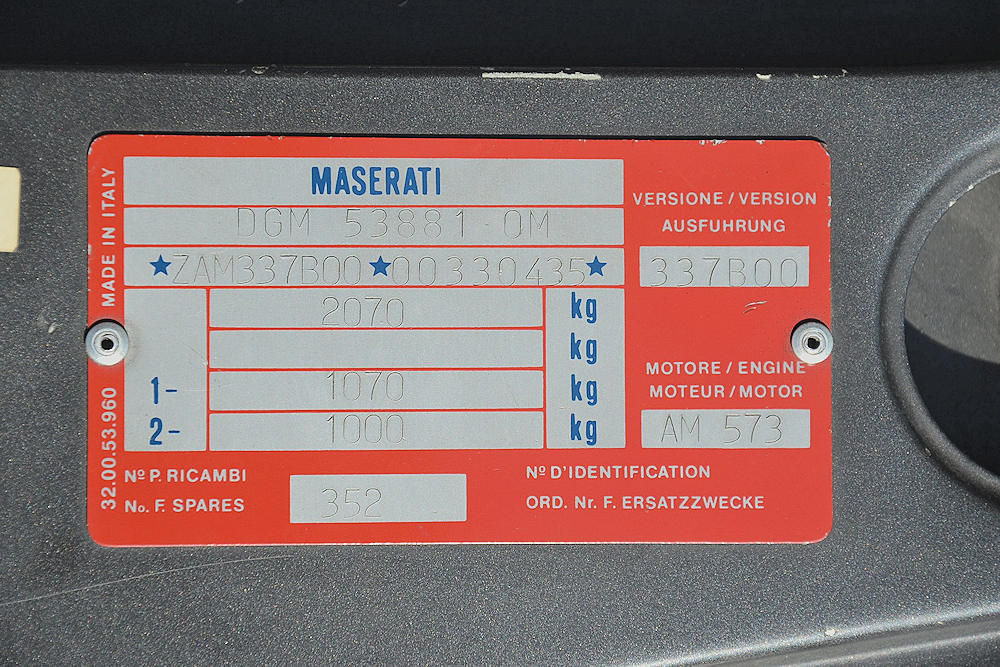 MADE IN ITALY
32.00.53.960
MASERATI
DGM 53881 OM
★ZAM337B00★00330435★
2070 kg
kg
1- 1070 kg
2- 1000 kg
VERSIONE / VERSION
AUSFUHRUNG
337B00
MOTORE / ENGINE
MOTEUR / MOTOR
AM 573
Nº P. RICAMBI
No. F. SPARES
352
Nº D'IDENTIFICATION
ORD. Nr. F. ERSATZZWECKE